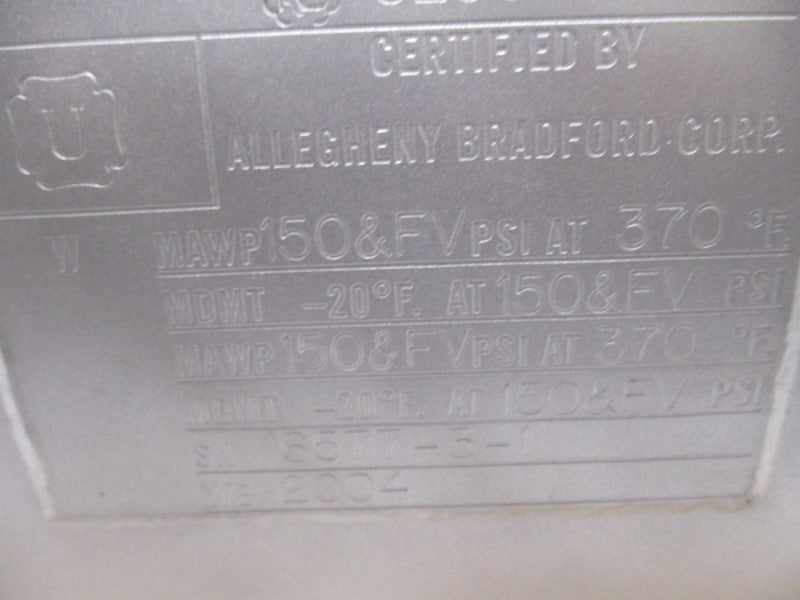 CERTIFIED BY
U
ALLEGHENY BRADFORD CORP.
W MAWP 150&FV PSI AT 370 °F.
MDMT -20°F. AT 150&FV PSI
MAWP 150&FV PSI AT 370 °F.
MDMT -20°F. AT 150&FV PSI
2004